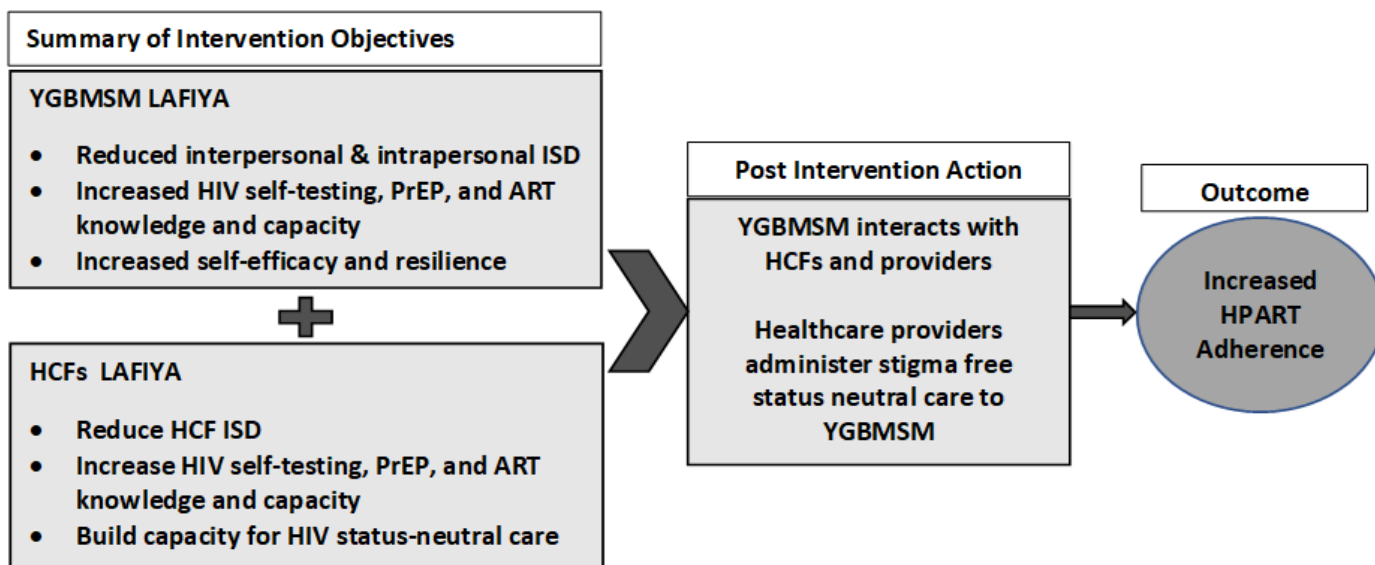 Summary of Intervention Objectives
YGBMSM LAFIYA
• Reduced interpersonal & intrapersonal ISD
• Increased HIV self-testing, PrEP, and ART
knowledge and capacity
• Increased self-efficacy and resilience
HCFs LAFIYA
• Reduce HCF ISD
• Increase HIV self-testing, PrEP, and ART
knowledge and capacity
• Build capacity for HIV status-neutral care
Post Intervention Action
YGBMSM interacts with
HCFs and providers
Healthcare providers
administer stigma free
status neutral care to
YGBMSM
Outcome
Increased
HPART
Adherence